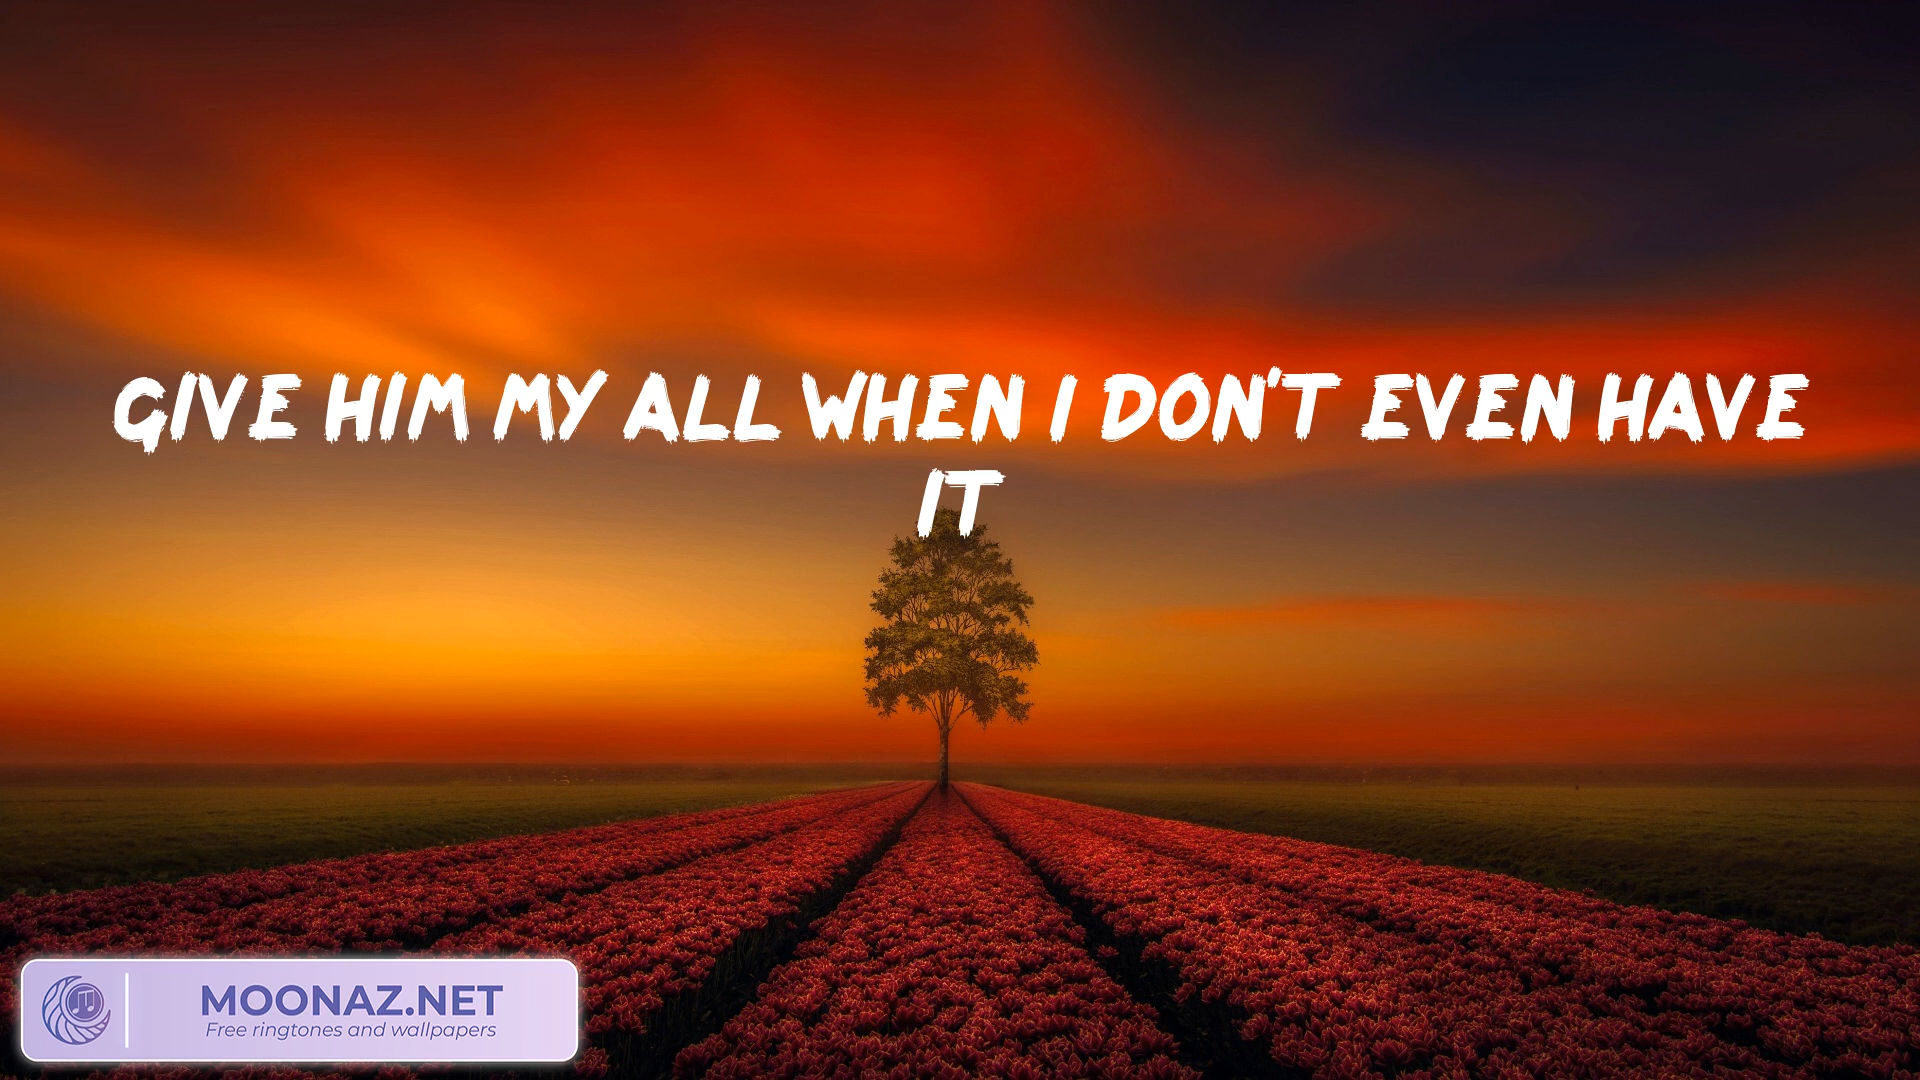 GIVE HIM MY ALL WHEN I DON'T EVEN HAVE
IT
MOONAZ.NET
Free ringtones and wallpapers